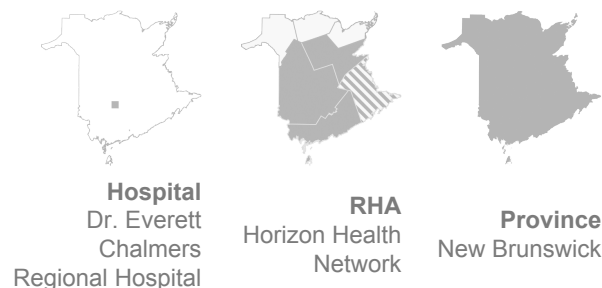 Hospital
Dr. Everett
Chalmers
Regional Hospital
RHA
Horizon Health
Network
Province
New Brunswick